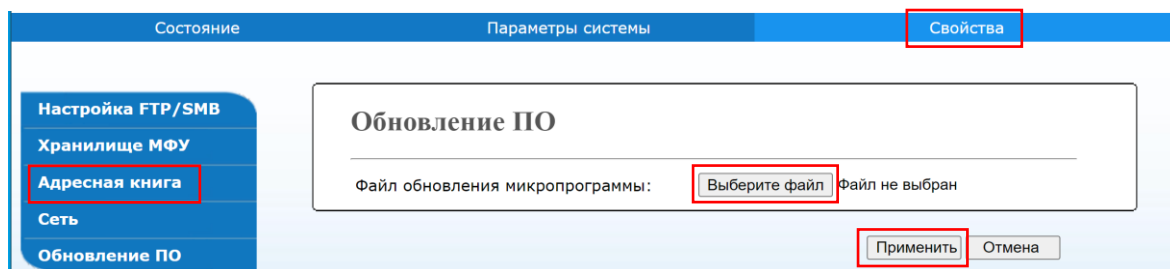 Состояние Параметры системы Свойства
Настройка FTP/SMB
Хранилище МФУ
Адресная книга
Сеть
Обновление ПО
Обновление ПО
Файл обновления микропрограммы: Выберите файл Файл не выбран
Применить Отмена